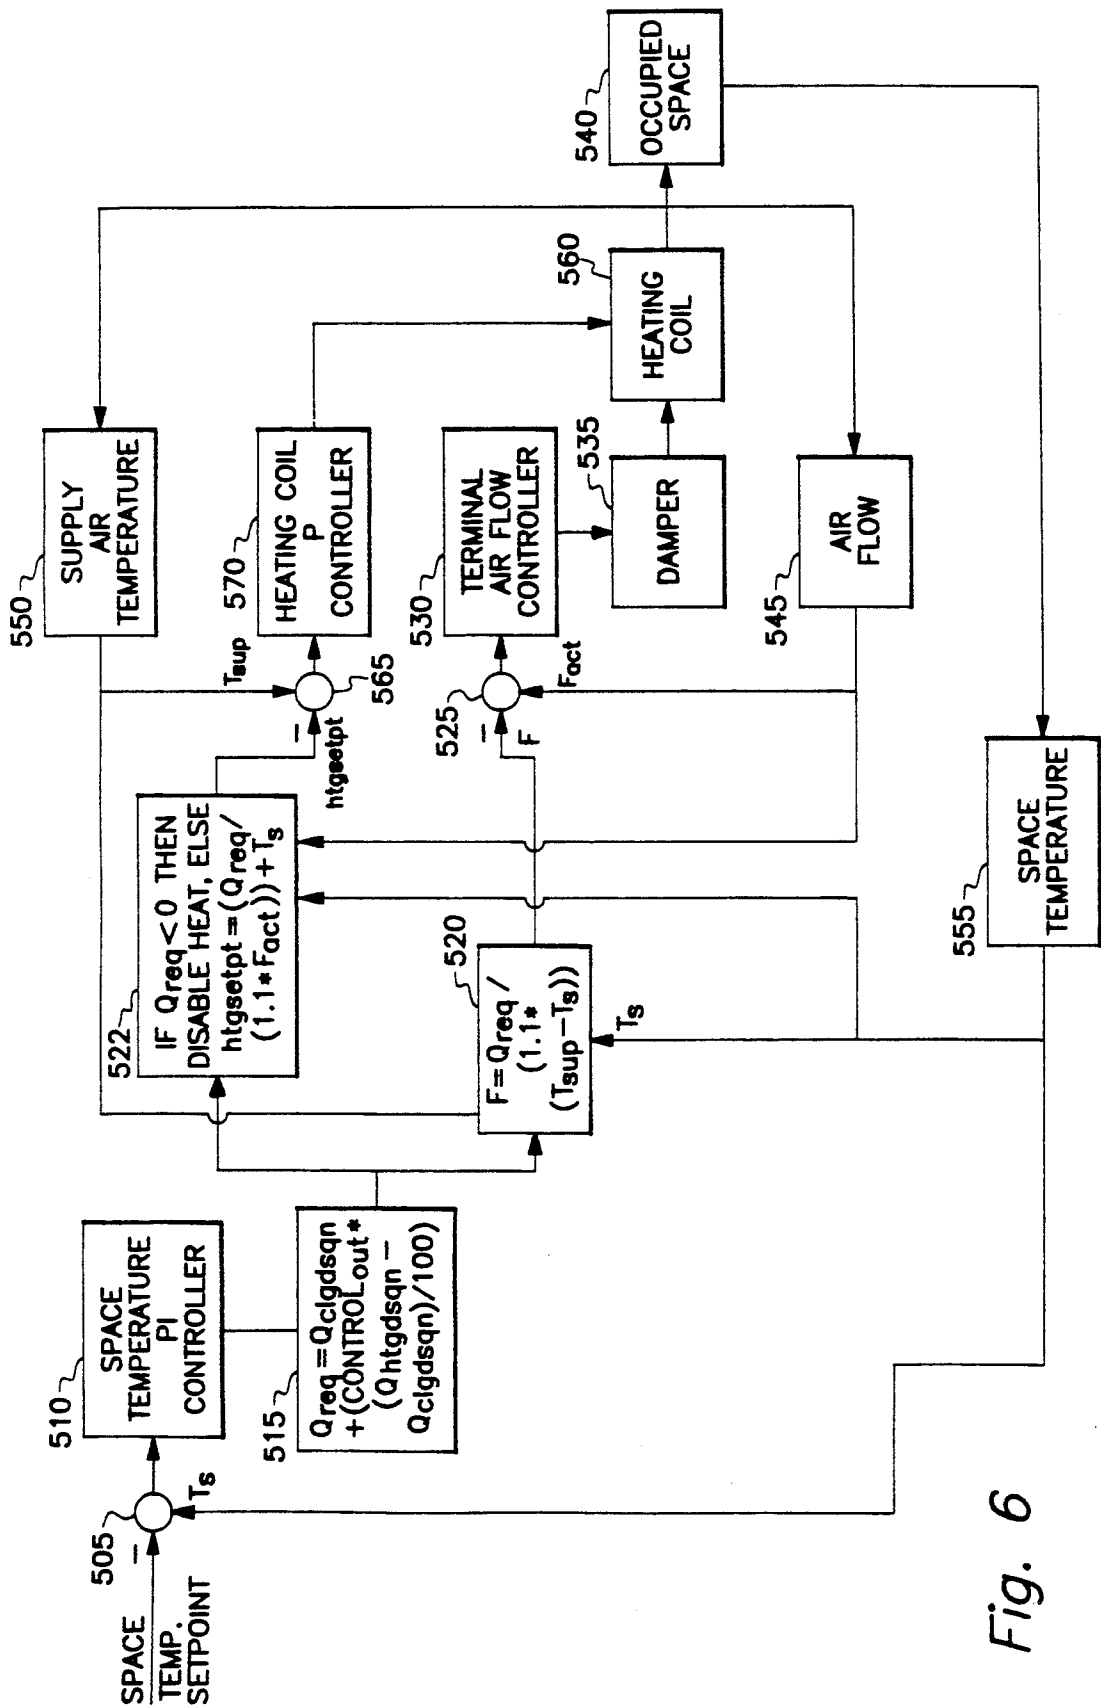 SPACE
TEMP.
SETPOINT
505
—
Ts
510
SPACE
TEMPERATURE
PI
CONTROLLER
515
Qreq=Qclgdsqn
+(CONTROLout*
(Qhtgdsqn—
Qclgdsqn)/100)
522
IF Qreq<0 THEN
DISABLE HEAT, ELSE
htgsetpt=(Qreq/
(1.1*Fact))+Ts
520
F=Qreq/
(1.1*
(Tsup-Ts))
Ts
550
SUPPLY
AIR
TEMPERATURE
Tsup
—
htgsetpt
565
570
HEATING COIL
P
CONTROLLER
525
—
F
Fact
530
TERMINAL
AIR FLOW
CONTROLLER
535
DAMPER
560
HEATING
COIL
540
OCCUPIED
SPACE
545
AIR
FLOW
555
SPACE
TEMPERATURE
Fig. 6